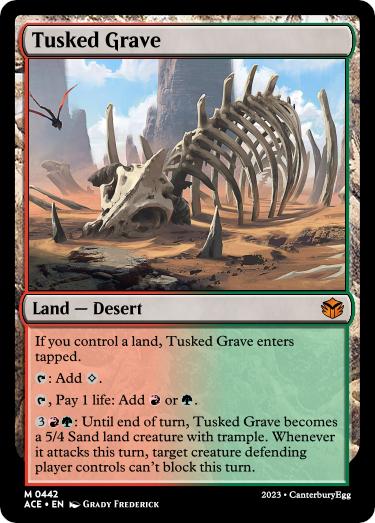 Tusked Grave
Land — Desert
If you control a land, Tusked Grave enters
tapped.
: Add .
, Pay 1 life: Add or .
3 : Until end of turn, Tusked Grave becomes
a 5/4 Sand land creature with trample. Whenever
it attacks this turn, target creature defending
player controls can't block this turn.
M 0442
ACE • EN Grady Frederick
2023 • CanterburyEgg